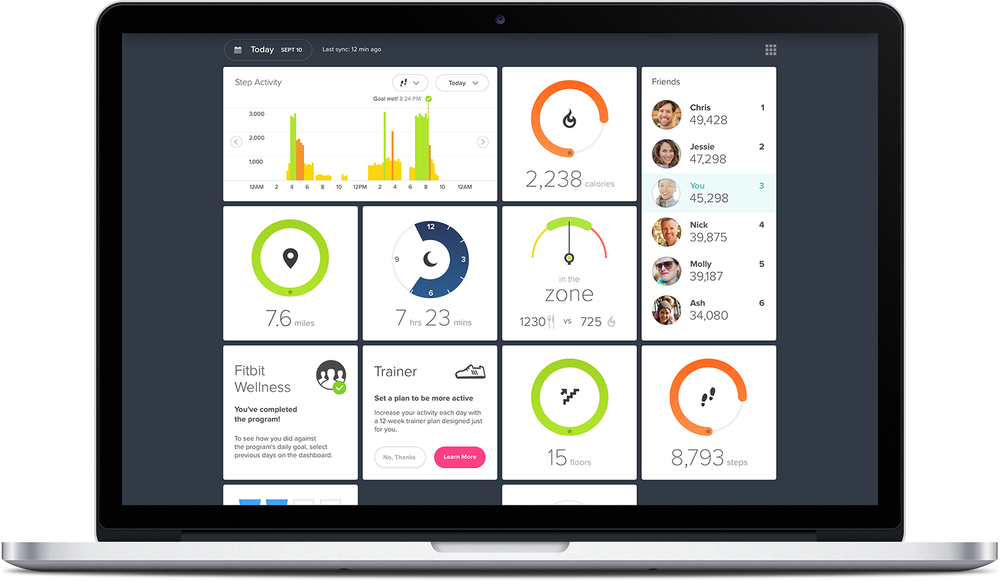 Today SEPT 10
Last sync: 12 min ago
Step Activity
Today
Goal met! 8:24 PM
3,000
2,000
1,000
12AM 2 4 6 8 10 12PM 2 4 6 8 10 12AM
2,238 calories
Friends
Chris 1
49,428
Jessie 2
47,298
You 3
45,298
Nick 4
39,875
Molly 5
39,187
Ash 6
34,080
7.6 miles
12
3
6
9
7 hrs 23 mins
in the
zone
1230 vs 725
Fitbit
Wellness
You've completed
the program!
To see how you did against
the program's daily goal, select
previous days on the dashboard.
Trainer
Set a plan to be more active
Increase your activity each day with
a 12-week trainer plan designed just
for you.
No, Thanks
Learn More
15 floors
8,793 steps